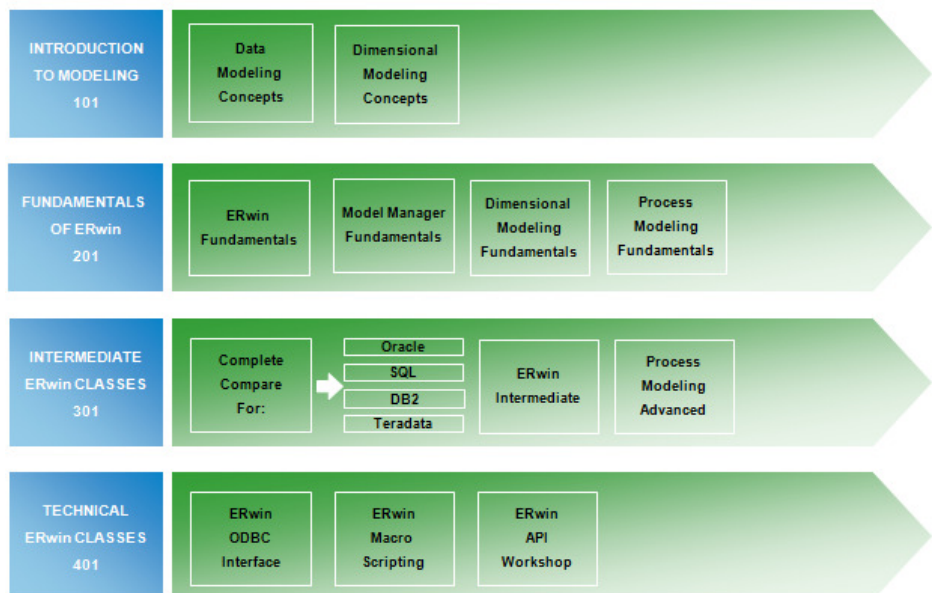 INTRODUCTION
TO MODELING
101
Data
Modeling
Concepts
Dimensional
Modeling
Concepts
FUNDAMENTALS
OF ERwin
201
ERwin
Fundamentals
Model Manager
Fundamentals
Dimensional
Modeling
Fundamentals
Process
Modeling
Fundamentals
INTERMEDIATE
ERwin CLASSES
301
Complete
Compare
For:
Oracle
SQL
DB2
Teradata
ERwin
Intermediate
Process
Modeling
Advanced
TECHNICAL
ERwin CLASSES
401
ERwin
ODBC
Interface
ERwin
Macro
Scripting
ERwin
API
Workshop